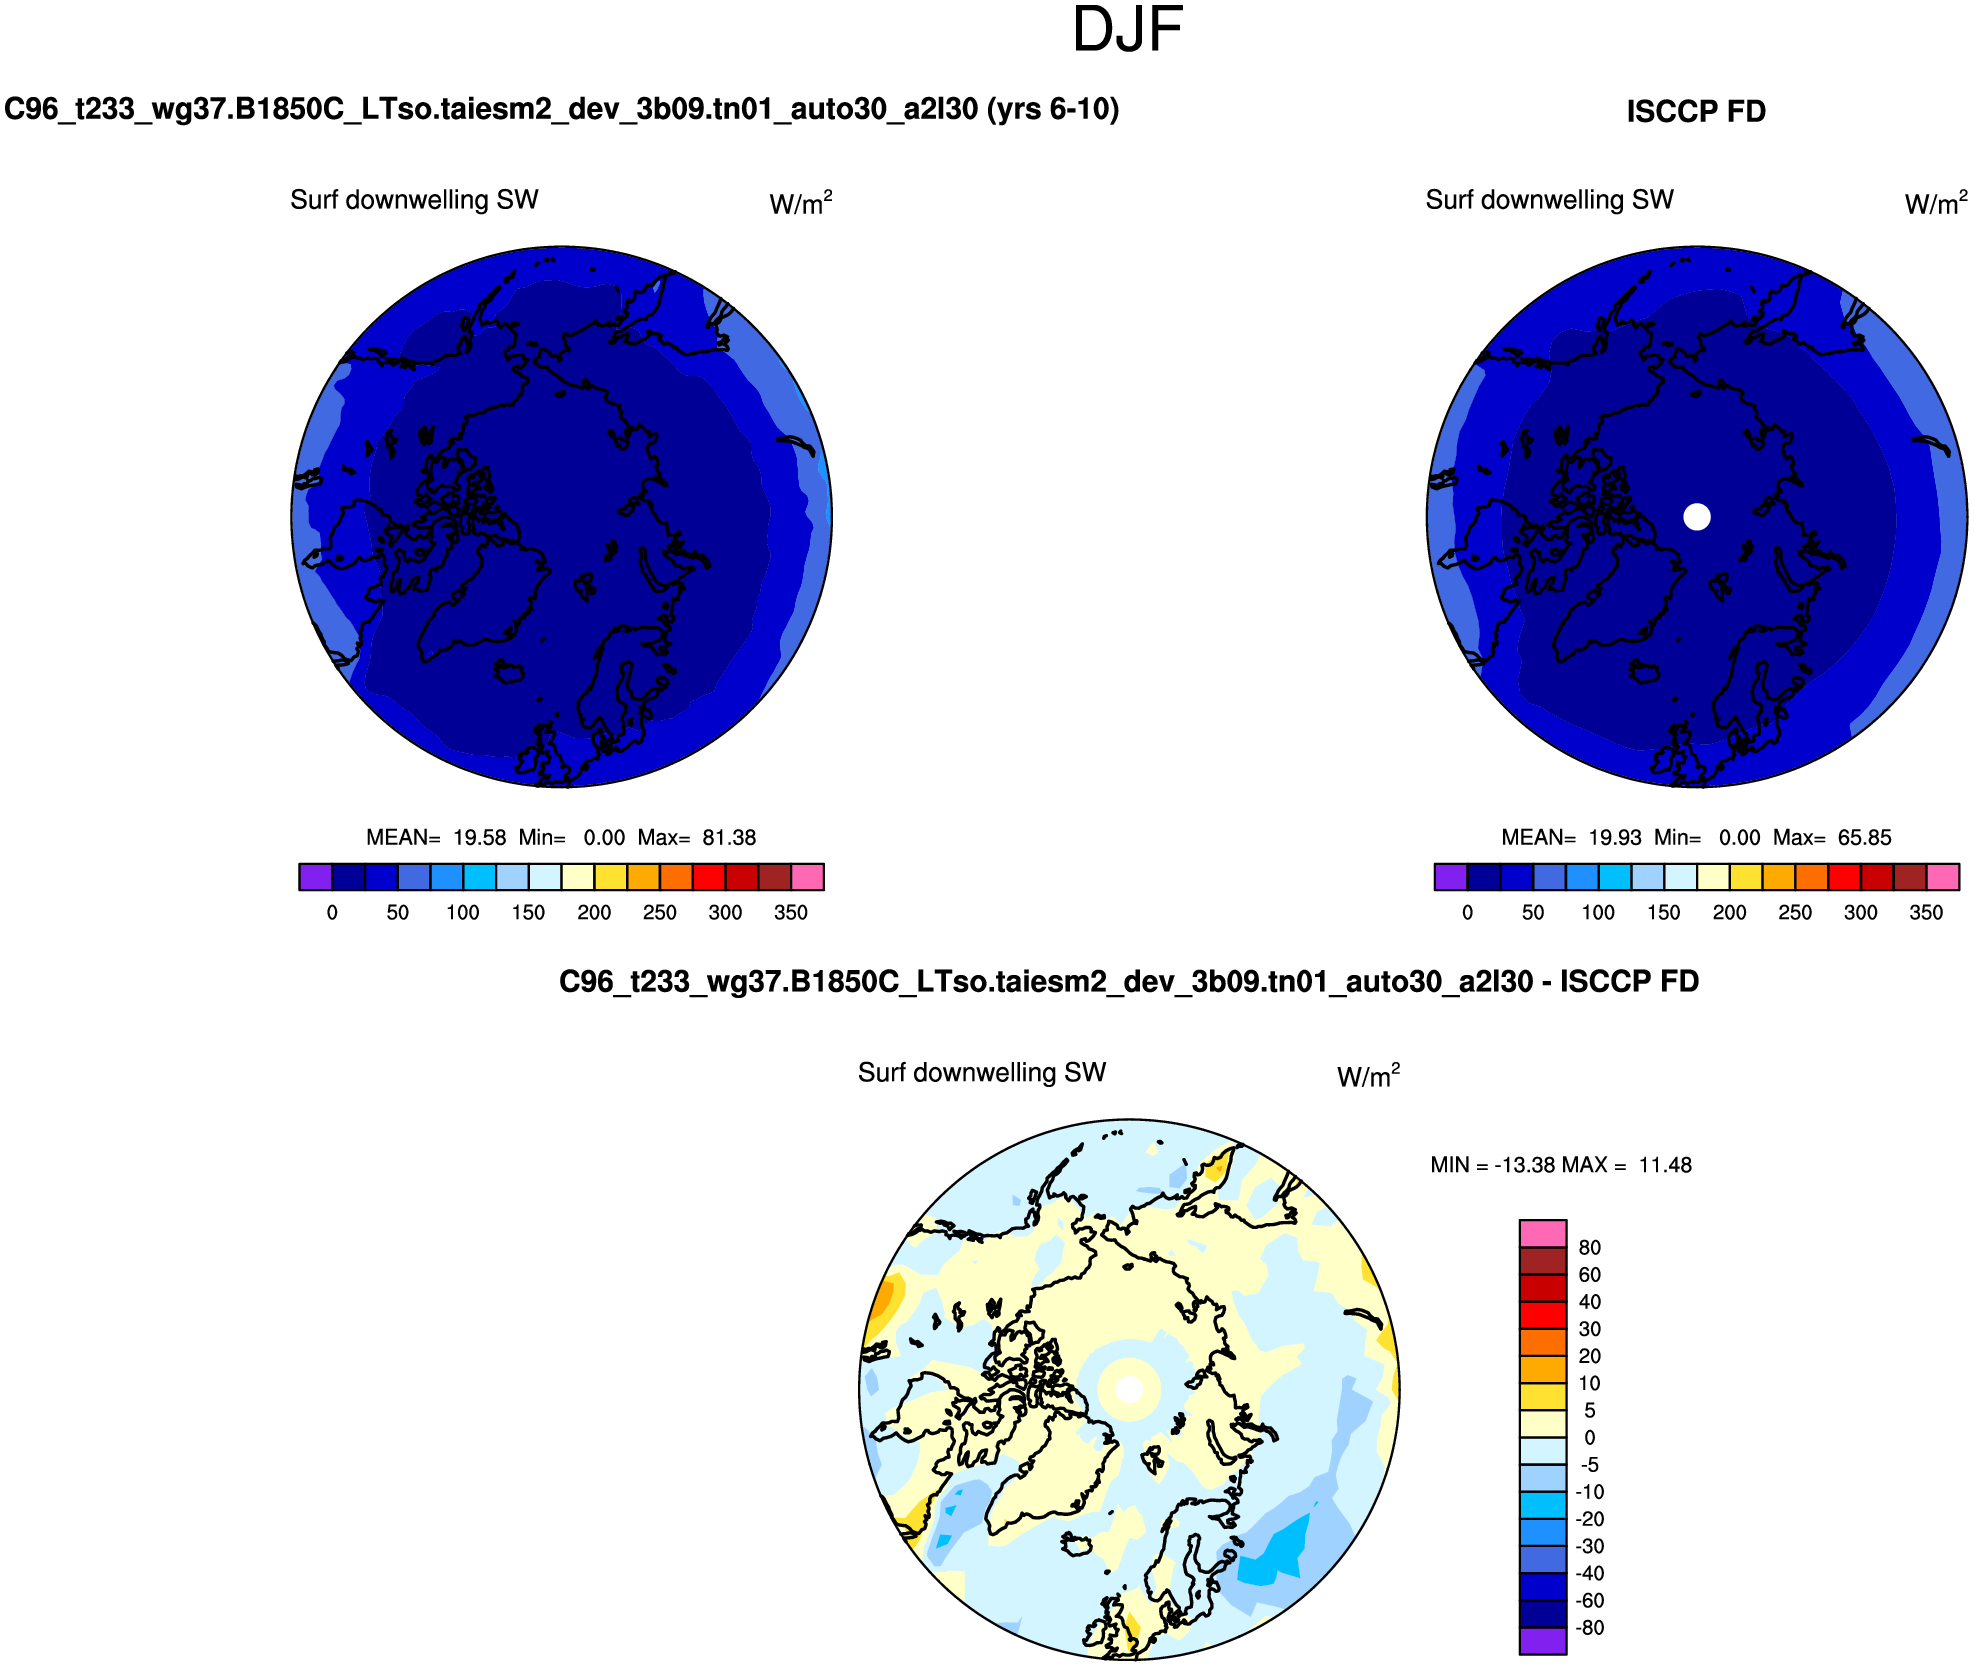 DJF
C96_t233_wg37.B1850C_LTso.taiesm2_dev_3b09.tn01_auto30_a2l30 (yrs 6-10)
ISCCP FD
Surf downwelling SW W/m²
Surf downwelling SW W/m²
MEAN= 19.58 Min= 0.00 Max= 81.38
MEAN= 19.93 Min= 0.00 Max= 65.85
0 50 100 150 200 250 300 350
0 50 100 150 200 250 300 350
C96_t233_wg37.B1850C_LTso.taiesm2_dev_3b09.tn01_auto30_a2l30 - ISCCP FD
Surf downwelling SW W/m²
MIN = -13.38 MAX = 11.48
80
60
40
30
20
10
5
0
-5
-10
-20
-30
-40
-60
-80